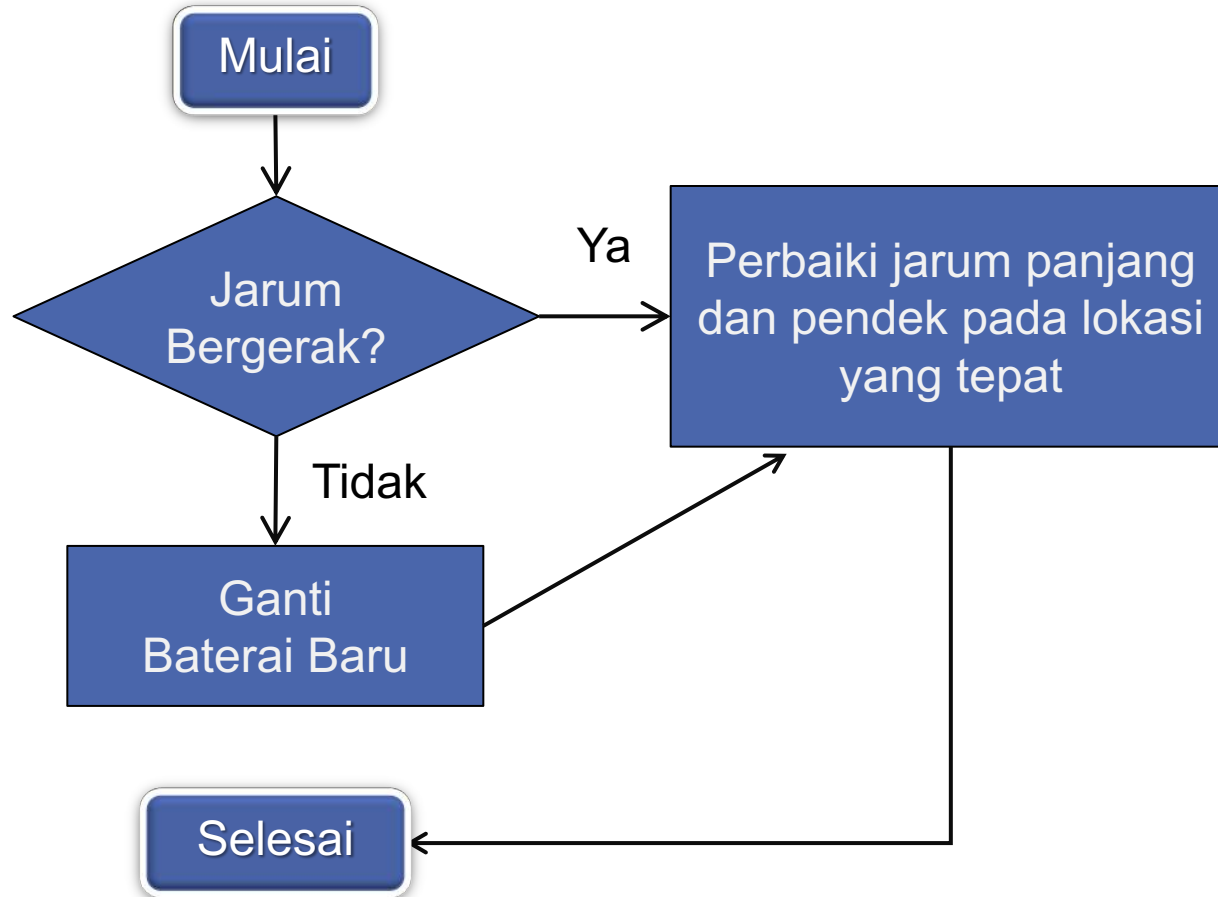 Mulai
Jarum
Bergerak?
Ya
Perbaiki jarum panjang
dan pendek pada lokasi
yang tepat
Tidak
Ganti
Baterai Baru
Selesai